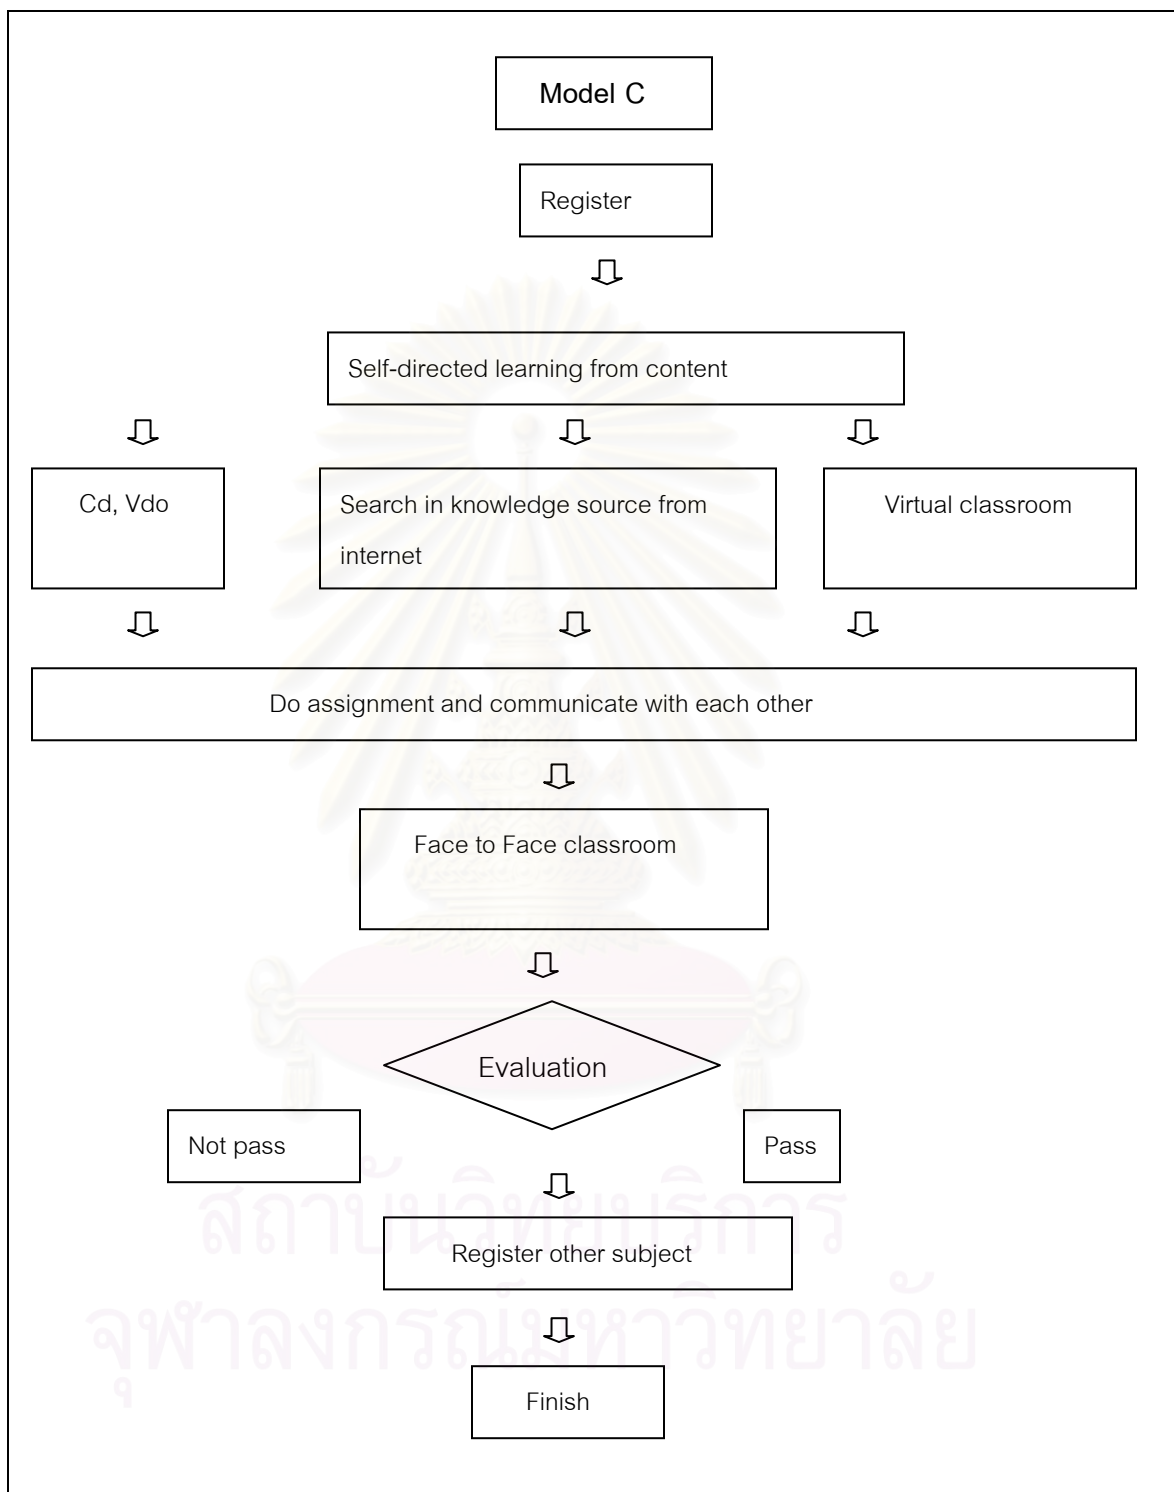 Model C
Register
Self-directed learning from content
Cd, Vdo
Search in knowledge source from
internet
Virtual classroom
Do assignment and communicate with each other
Face to Face classroom
Evaluation
Not pass
Pass
สถาบันวิทยบริการ
Register other subject
จุฬาลงกรณ์มหาวิทยาลัย
Finish